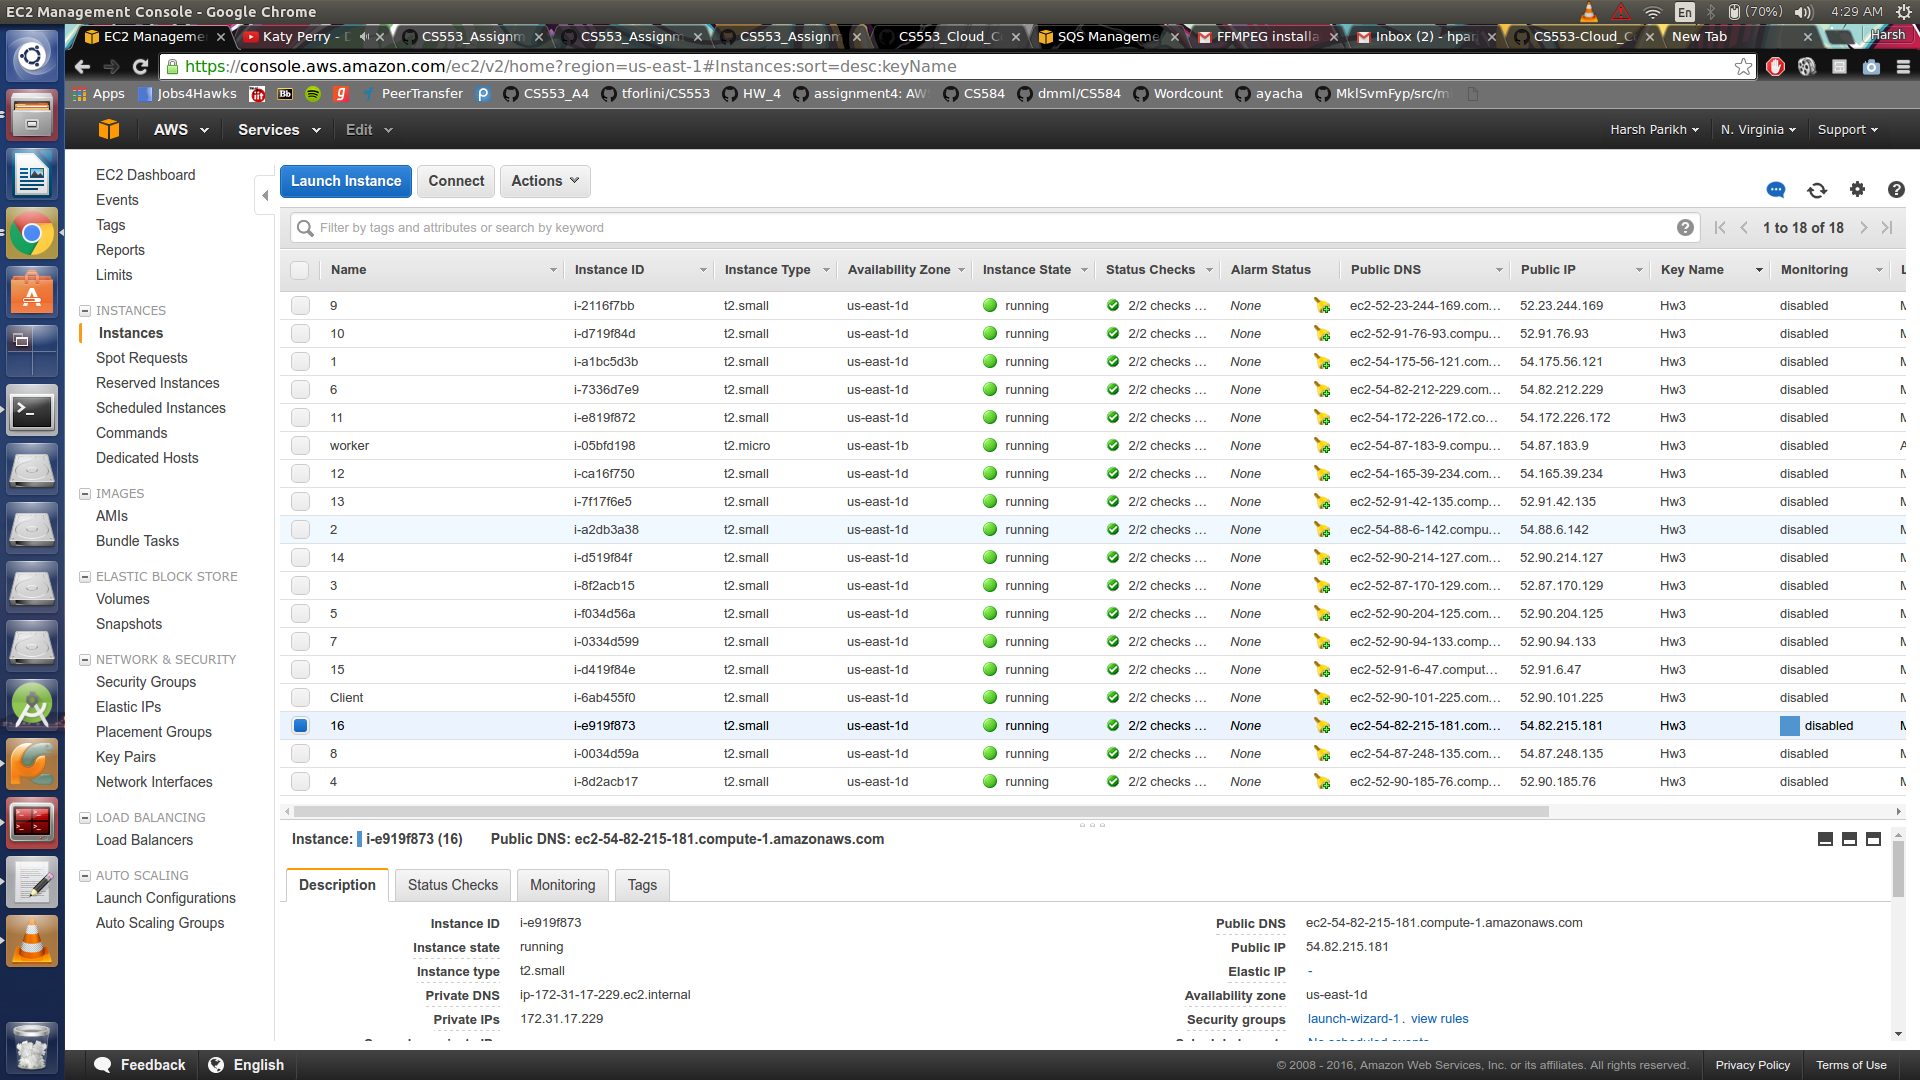 EC2 Management Console - Google Chrome
En (70%) 4:29 AM
EC2 Manageme Katy Perry - D CS553_Assignm CS553_Assignm CS553_Assignm CS553_Cloud_C SQS Manageme FFMPEG installa Inbox (2) - hpar CS553-Cloud_C New Tab Harsh
https://console.aws.amazon.com/ec2/v2/home?region=us-east-1#Instances:sort=desc:keyName
Apps Jobs4Hawks Bb PeerTransfer CS553_A4 tforlini/CS553 HW_4 assignment4: AW CS584 dmml/CS584 Wordcount ayacha MklSvmFyp/src/m
AWS Services Edit Harsh Parikh N. Virginia Support
EC2 Dashboard
Events
Tags
Reports
Limits
INSTANCES
Instances
Spot Requests
Reserved Instances
Scheduled Instances
Commands
Dedicated Hosts
IMAGES
AMIs
Bundle Tasks
ELASTIC BLOCK STORE
Volumes
Snapshots
NETWORK & SECURITY
Security Groups
Elastic IPs
Placement Groups
Key Pairs
Network Interfaces
LOAD BALANCING
Load Balancers
AUTO SCALING
Launch Configurations
Auto Scaling Groups
Launch Instance Connect Actions
Filter by tags and attributes or search by keyword 1 to 18 of 18
Name Instance ID Instance Type Availability Zone Instance State Status Checks Alarm Status Public DNS Public IP Key Name Monitoring L
9 i-2116f7bb t2.small us-east-1d running 2/2 checks ... None ec2-52-23-244-169.com... 52.23.244.169 Hw3 disabled
10 i-d719f84d t2.small us-east-1d running 2/2 checks ... None ec2-52-91-76-93.compu... 52.91.76.93 Hw3 disabled
1 i-a1bc5d3b t2.small us-east-1d running 2/2 checks ... None ec2-54-175-56-121.com... 54.175.56.121 Hw3 disabled
6 i-7336d7e9 t2.small us-east-1d running 2/2 checks ... None ec2-54-82-212-229.com... 54.82.212.229 Hw3 disabled
11 i-e819f872 t2.small us-east-1d running 2/2 checks ... None ec2-54-172-226-172.co... 54.172.226.172 Hw3 disabled
worker i-05bfd198 t2.micro us-east-1b running 2/2 checks ... None ec2-54-87-183-9.compu... 54.87.183.9 Hw3 disabled
12 i-ca16f750 t2.small us-east-1d running 2/2 checks ... None ec2-54-165-39-234.com... 54.165.39.234 Hw3 disabled
13 i-7f17f6e5 t2.small us-east-1d running 2/2 checks ... None ec2-52-91-42-135.comp... 52.91.42.135 Hw3 disabled
2 i-a2db3a38 t2.small us-east-1d running 2/2 checks ... None ec2-54-88-6-142.compu... 54.88.6.142 Hw3 disabled
14 i-d519f84f t2.small us-east-1d running 2/2 checks ... None ec2-52-90-214-127.com... 52.90.214.127 Hw3 disabled
3 i-8f2acb15 t2.small us-east-1d running 2/2 checks ... None ec2-52-87-170-129.com... 52.87.170.129 Hw3 disabled
5 i-f034d56a t2.small us-east-1d running 2/2 checks ... None ec2-52-90-204-125.com... 52.90.204.125 Hw3 disabled
7 i-0334d599 t2.small us-east-1d running 2/2 checks ... None ec2-52-90-94-133.comp... 52.90.94.133 Hw3 disabled
15 i-d419f84e t2.small us-east-1d running 2/2 checks ... None ec2-52-91-6-47.comput... 52.91.6.47 Hw3 disabled
Client i-6ab455f0 t2.small us-east-1d running 2/2 checks ... None ec2-52-90-101-225.com... 52.90.101.225 Hw3 disabled
16 i-e919f873 t2.small us-east-1d running 2/2 checks ... None ec2-54-82-215-181.com... 54.82.215.181 Hw3 disabled
8 i-0034d59a t2.small us-east-1d running 2/2 checks ... None ec2-54-87-248-135.com... 54.87.248.135 Hw3 disabled
4 i-8d2acb17 t2.small us-east-1d running 2/2 checks ... None ec2-52-90-185-76.comp... 52.90.185.76 Hw3 disabled
Instance: i-e919f873 (16) Public DNS: ec2-54-82-215-181.compute-1.amazonaws.com
Description Status Checks Monitoring Tags
Instance ID i-e919f873 Public DNS ec2-54-82-215-181.compute-1.amazonaws.com
Instance state running Public IP 54.82.215.181
Instance type t2.small Elastic IP -
Private DNS ip-172-31-17-229.ec2.internal Availability zone us-east-1d
Private IPs 172.31.17.229 Security groups launch-wizard-1. view rules
Feedback English © 2008 - 2016, Amazon Web Services, Inc. or its affiliates. All rights reserved. Privacy Policy Terms of Use